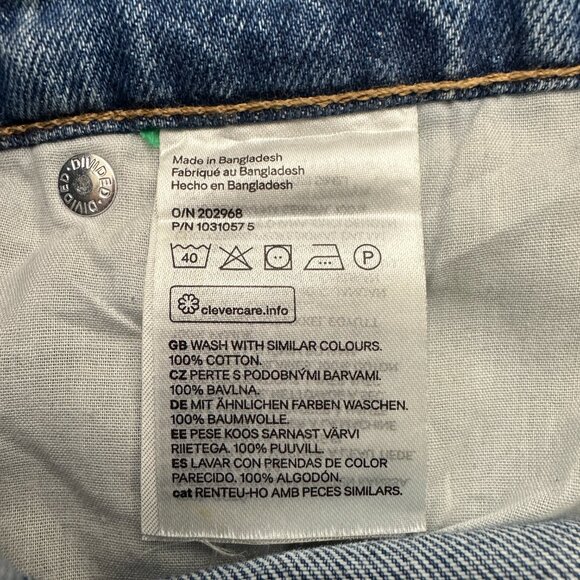 DIVIDED • DIVIDED •
Made in Bangladesh
Fabriqué au Bangladesh
Hecho en Bangladesh
O/N 202968
P/N 1031057 5
40
P
clevercare.info
GB WASH WITH SIMILAR COLOURS.
100% COTTON.
CZ PERTE S PODOBNÝMI BARVAMI.
100% BAVLNA.
DE MIT ÄHNLICHEN FARBEN WASCHEN.
100% BAUMWOLLE.
EE PESE KOOS SARNAST VÄRVI
RIIETEGA. 100% PUUVILL.
ES LAVAR CON PRENDAS DE COLOR
PARECIDO. 100% ALGODÓN.
cat RENTEU-HO AMB PECES SIMILARS.